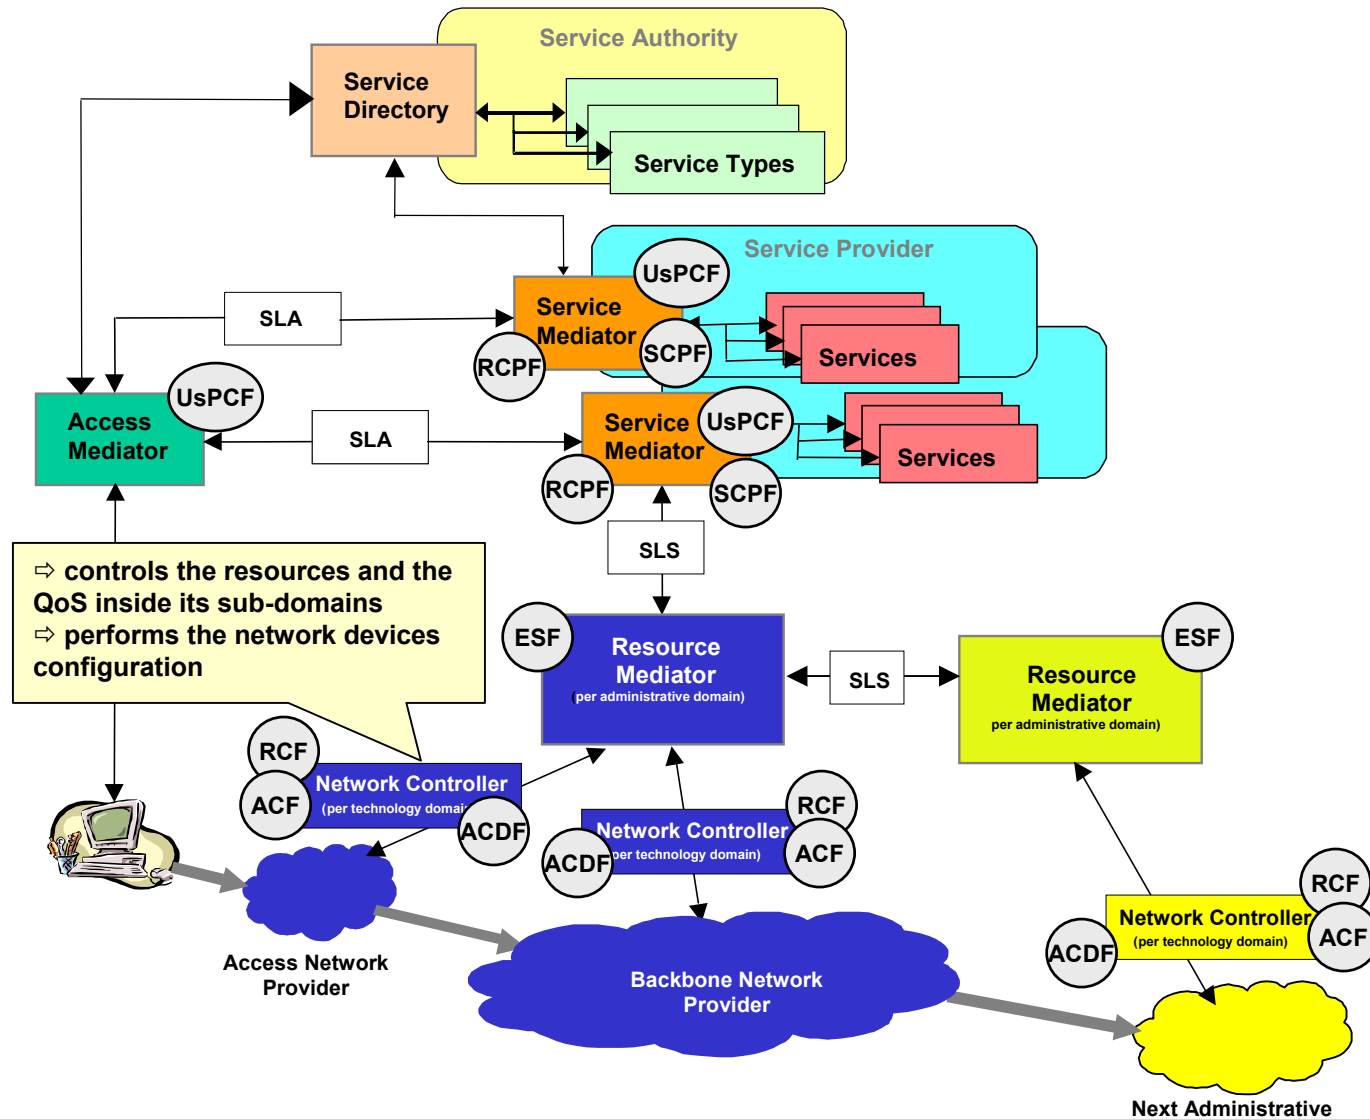 Service Authority
Service
Directory
Service Types
Service Provider
UsPCF
Service
Mediator
SLA
RCPF
SCPF
Services
UsPCF
Access
Mediator
SLA
Service
Mediator
UsPCF
Services
RCPF
SCPF
SLS
⇨ controls the resources and the
QoS inside its sub-domains
⇨ performs the network devices
configuration
ESF
Resource
Mediator
(per administrative domain)
SLS
ESF
Resource
Mediator
per administrative domain)
RCF
ACF
Network Controller
(per technology domain
ACDF
RCF
Network Controller
(per technology domain)
ACDF
ACF
RCF
Network Controller
(per technology domain)
ACDF
ACF
Access Network
Provider
Backbone Network
Provider
Next Administrative